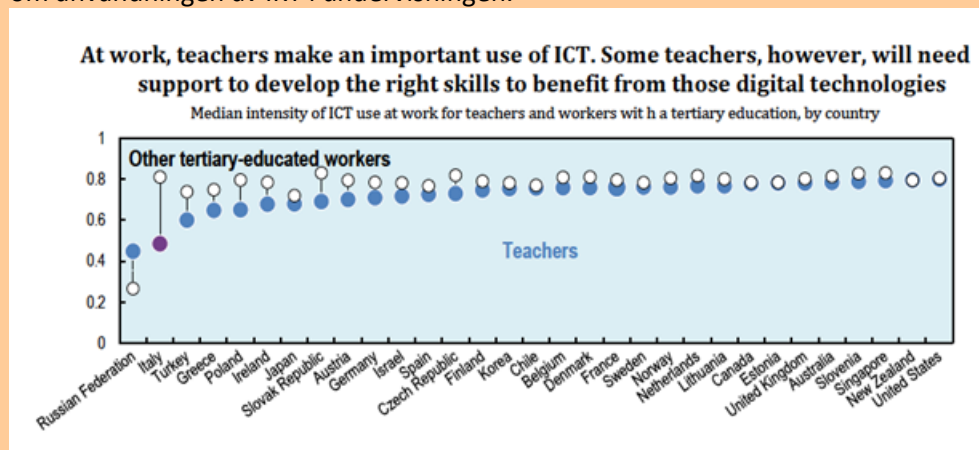 At work, teachers make an important use of ICT. Some teachers, however, will need
support to develop the right skills to benefit from those digital technologies
Median intensity of ICT use at work for teachers and workers wit h a tertiary education, by country
1
Other tertiary-educated workers
0.8
0.6
Teachers
0.4
0.2
0
Russian Federation
Italy
Turkey
Greece
Poland
Ireland
Japan
Slovak Republic
Austria
Germany
Israel
Spain
Czech Republic
Finland
Korea
Chile
Belgium
Denmark
France
Sweden
Norway
Netherlands
Lithuania
Canada
Estonia
United Kingdom
Australia
Slovenia
Singapore
New Zealand
United States